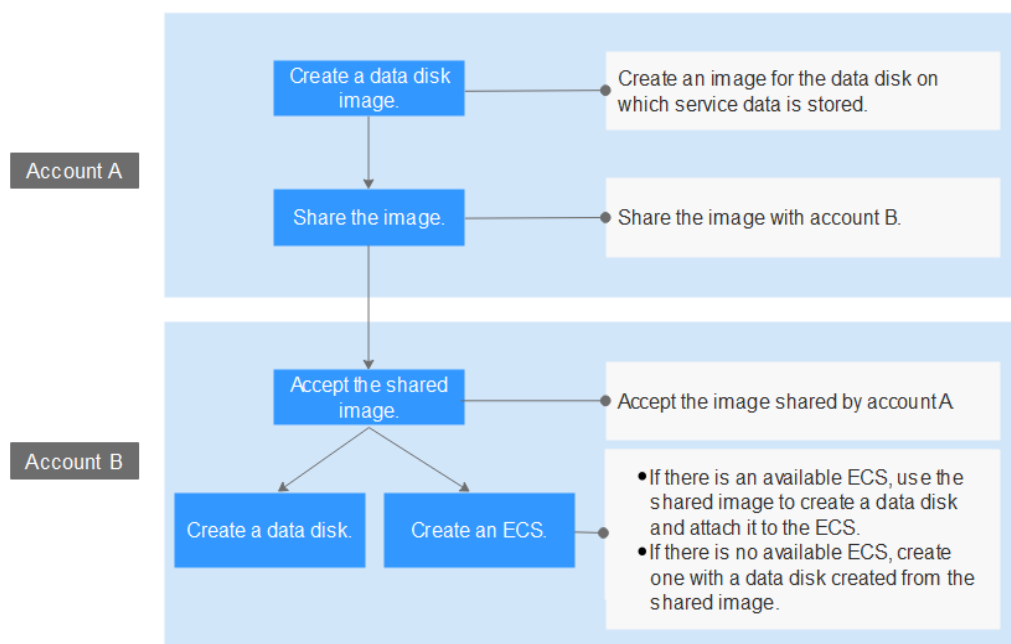 Create a data disk
image.
Create an image for the data disk on
which service data is stored.
Account A
Share the image.
Share the image with account B.
Accept the shared
image.
Accept the image shared by account A
Account B
Create a data disk.
Create an ECS.
●If there is an available ECS, use the
shared image to create a data disk
and attach it to the ECS.
●If there is no available ECS, create
one with a data disk created from the
shared image.